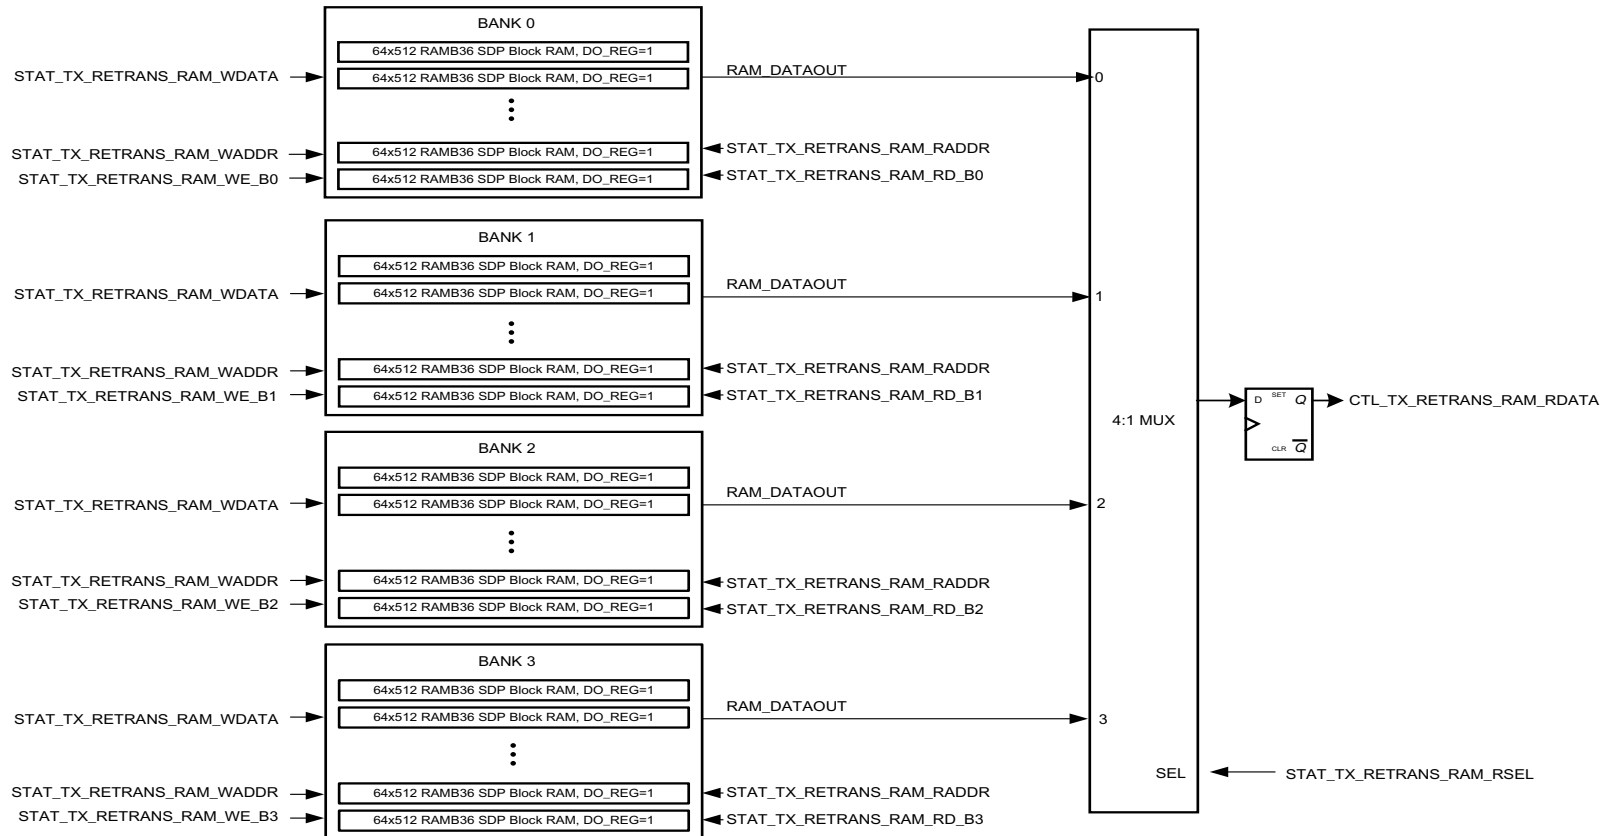 BANK 0
64x512 RAMB36 SDP Block RAM, DO_REG=1
STAT_TX_RETRANS_RAM_WDATA
64x512 RAMB36 SDP Block RAM, DO_REG=1
RAM_DATAOUT
0
STAT_TX_RETRANS_RAM_WADDR
64x512 RAMB36 SDP Block RAM, DO_REG=1
STAT_TX_RETRANS_RAM_RADDR
STAT_TX_RETRANS_RAM_WE_B0
64x512 RAMB36 SDP Block RAM, DO_REG=1
STAT_TX_RETRANS_RAM_RD_B0
BANK 1
64x512 RAMB36 SDP Block RAM, DO_REG=1
STAT_TX_RETRANS_RAM_WDATA
64x512 RAMB36 SDP Block RAM, DO_REG=1
RAM_DATAOUT
1
STAT_TX_RETRANS_RAM_WADDR
64x512 RAMB36 SDP Block RAM, DO_REG=1
STAT_TX_RETRANS_RAM_RADDR
STAT_TX_RETRANS_RAM_WE_B1
64x512 RAMB36 SDP Block RAM, DO_REG=1
STAT_TX_RETRANS_RAM_RD_B1
4:1 MUX
D SET Q
CLR Q
CTL_TX_RETRANS_RAM_RDATA
BANK 2
64x512 RAMB36 SDP Block RAM, DO_REG=1
STAT_TX_RETRANS_RAM_WDATA
64x512 RAMB36 SDP Block RAM, DO_REG=1
RAM_DATAOUT
2
STAT_TX_RETRANS_RAM_WADDR
64x512 RAMB36 SDP Block RAM, DO_REG=1
STAT_TX_RETRANS_RAM_RADDR
STAT_TX_RETRANS_RAM_WE_B2
64x512 RAMB36 SDP Block RAM, DO_REG=1
STAT_TX_RETRANS_RAM_RD_B2
BANK 3
64x512 RAMB36 SDP Block RAM, DO_REG=1
STAT_TX_RETRANS_RAM_WDATA
64x512 RAMB36 SDP Block RAM, DO_REG=1
RAM_DATAOUT
3
SEL
STAT_TX_RETRANS_RAM_RSEL
STAT_TX_RETRANS_RAM_WADDR
64x512 RAMB36 SDP Block RAM, DO_REG=1
STAT_TX_RETRANS_RAM_RADDR
STAT_TX_RETRANS_RAM_WE_B3
64x512 RAMB36 SDP Block RAM, DO_REG=1
STAT_TX_RETRANS_RAM_RD_B3